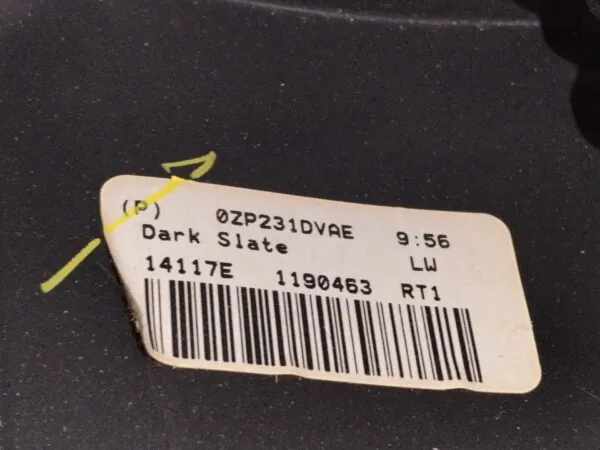 (P) 0ZP231DVAE 9:56
Dark Slate LW
14117E 1190463 RT1